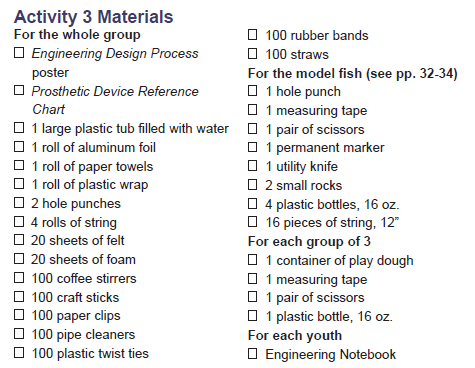 Activity 3 Materials
For the whole group
☐ Engineering Design Process
poster
☐ Prosthetic Device Reference
Chart
☐ 1 large plastic tub filled with water
☐ 1 roll of aluminum foil
☐ 1 roll of paper towels
☐ 1 roll of plastic wrap
☐ 2 hole punches
☐ 4 rolls of string
☐ 20 sheets of felt
☐ 20 sheets of foam
☐ 100 coffee stirrers
☐ 100 craft sticks
☐ 100 paper clips
☐ 100 pipe cleaners
☐ 100 plastic twist ties
☐ 100 rubber bands
☐ 100 straws
For the model fish (see pp. 32-34)
☐ 1 hole punch
☐ 1 measuring tape
☐ 1 pair of scissors
☐ 1 permanent marker
☐ 1 utility knife
☐ 2 small rocks
☐ 4 plastic bottles, 16 oz.
☐ 16 pieces of string, 12”
For each group of 3
☐ 1 container of play dough
☐ 1 measuring tape
☐ 1 pair of scissors
☐ 1 plastic bottle, 16 oz.
For each youth
☐ Engineering Notebook